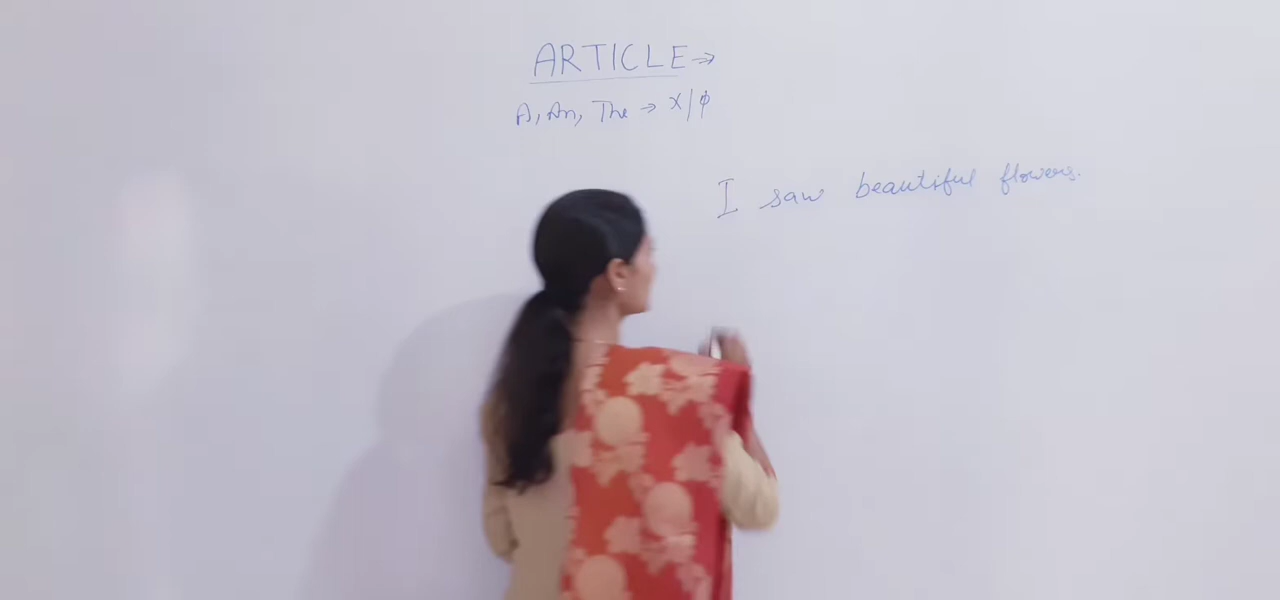 ARTICLE →
A, An, The → X/ϕ
I saw beautiful flowers.